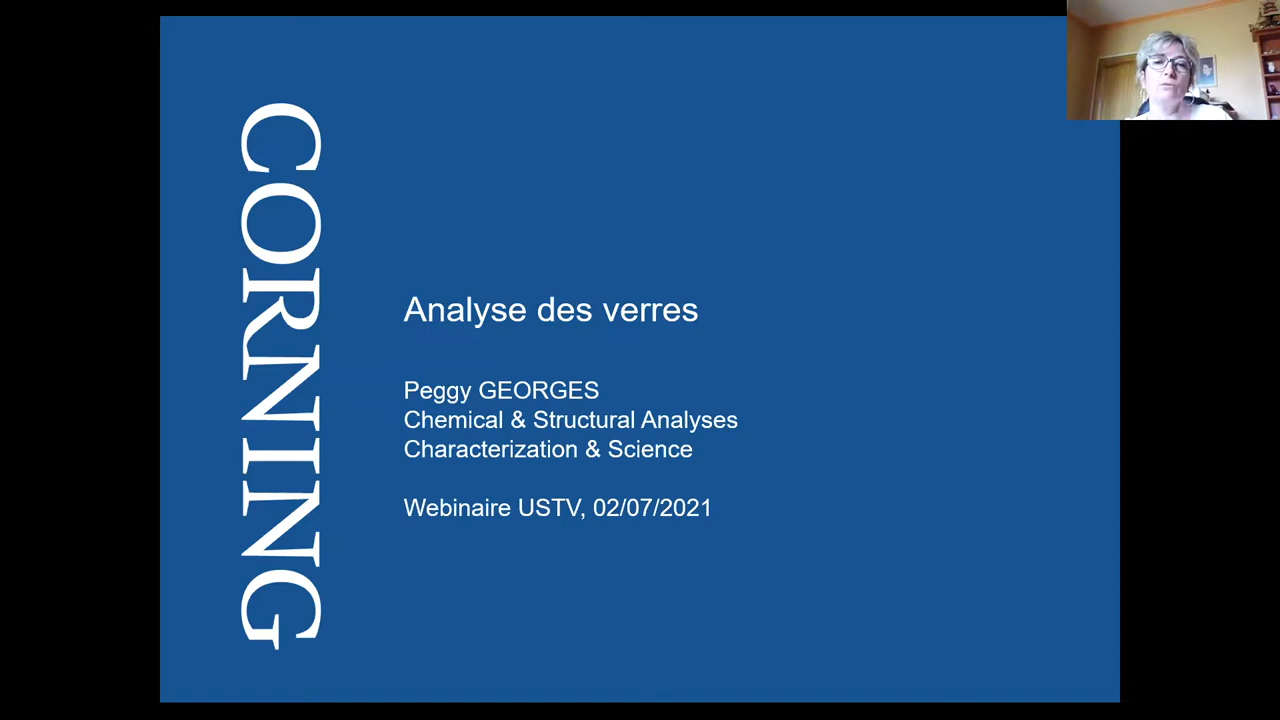 CORNING
Analyse des verres
Peggy GEORGES
Chemical & Structural Analyses
Characterization & Science
Webinaire USTV, 02/07/2021